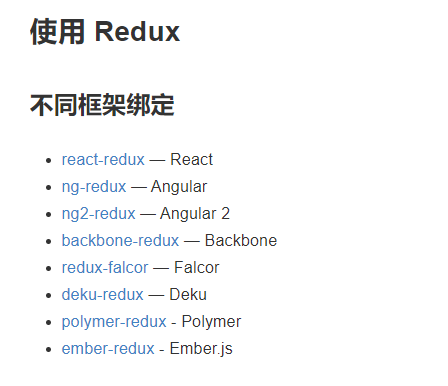 使用 Redux
不同框架绑定
react-redux — React
ng-redux — Angular
ng2-redux — Angular 2
backbone-redux — Backbone
redux-falcor — Falcor
deku-redux — Deku
polymer-redux - Polymer
ember-redux - Ember.js